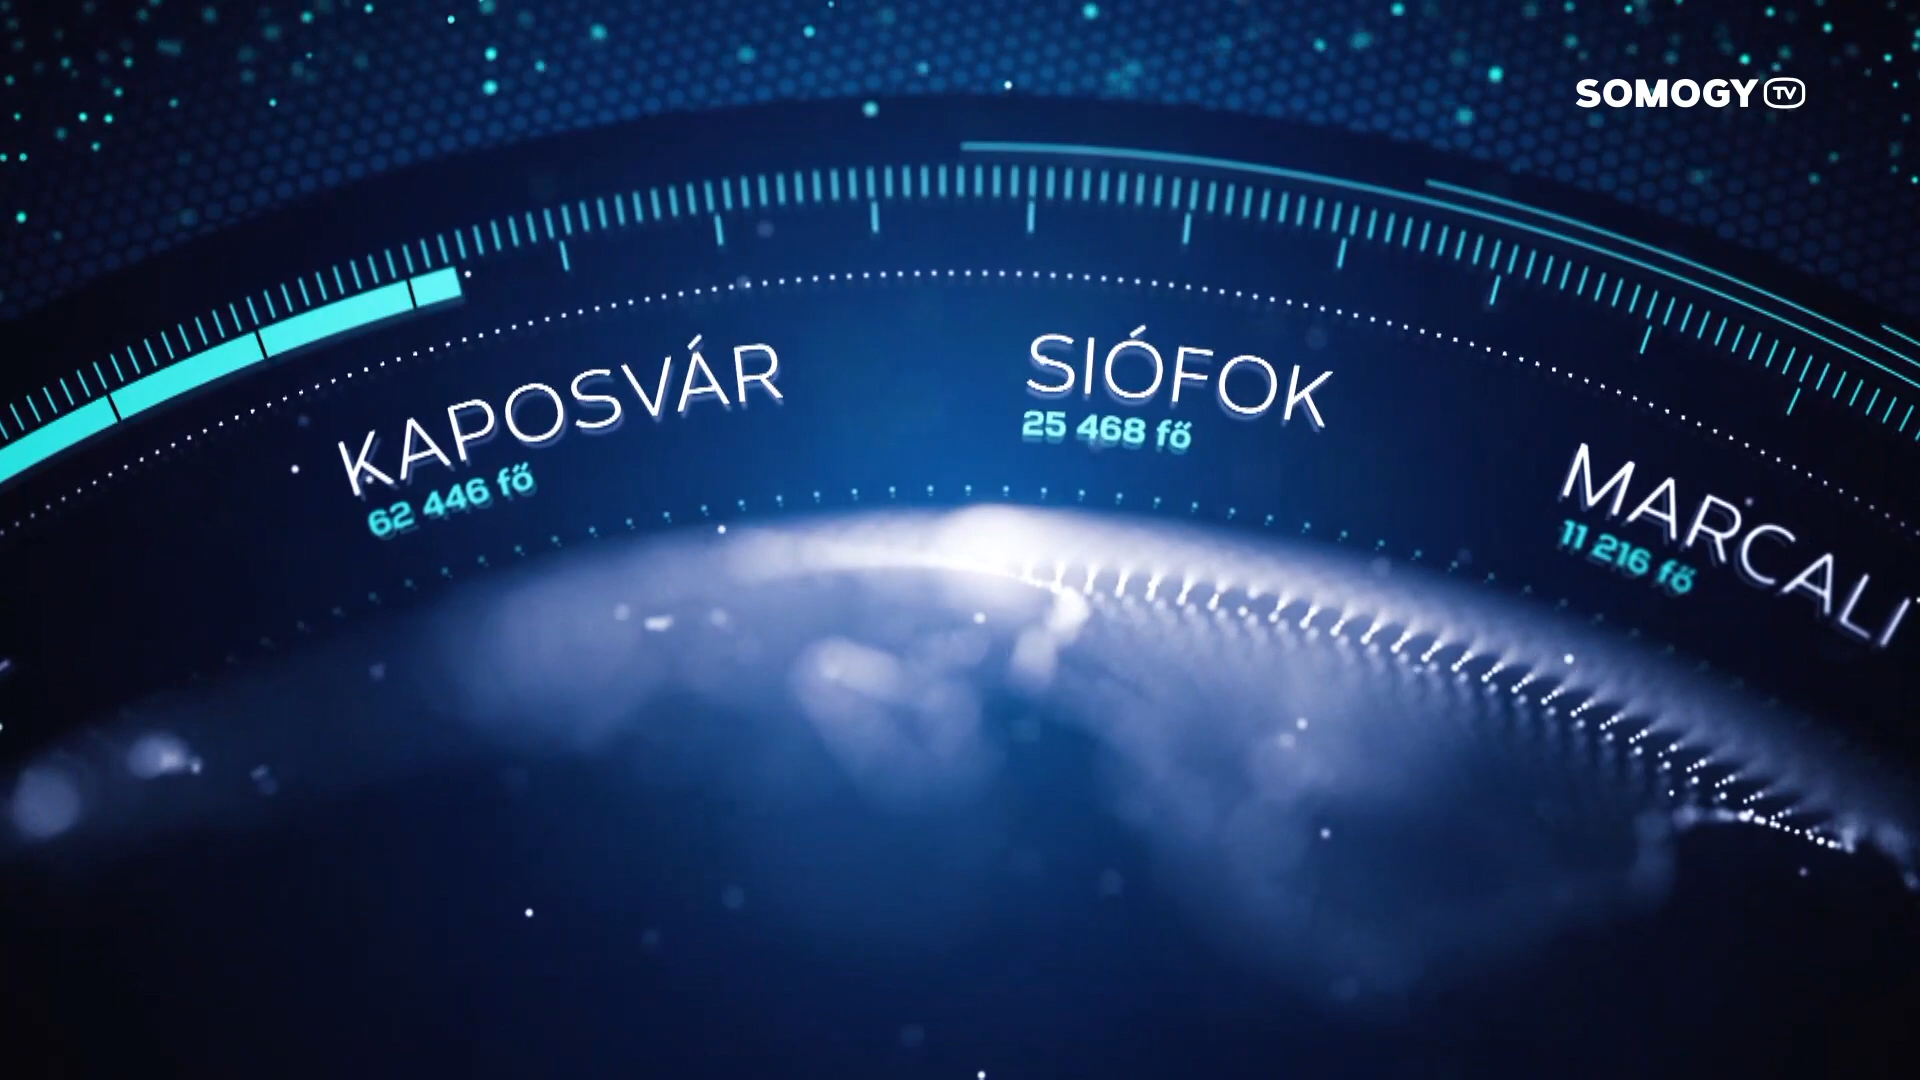 SOMOGY TV
KAPOSVÁR
62 446 fő
SIÓFOK
25 468 fő
MARCALI
11 216 fő